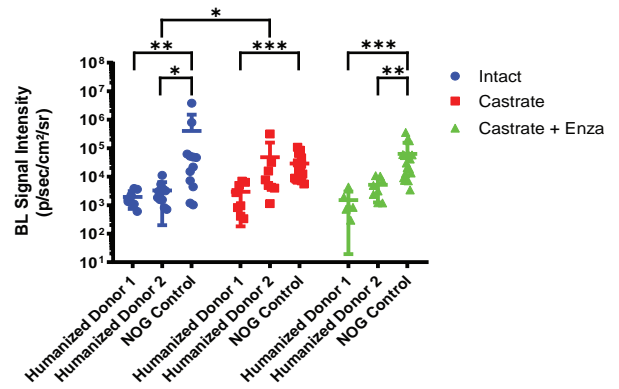 *
** *** ***
* **
10⁸
10⁷
10⁶
10⁵
10⁴
10³
10²
10¹
BL Signal Intensity
(p/sec/cm²/sr)
Intact
Castrate
Castrate + Enza
Humanized Donor 1
Humanized Donor 2
NOG Control
Humanized Donor 1
Humanized Donor 2
NOG Control
Humanized Donor 1
Humanized Donor 2
NOG Control